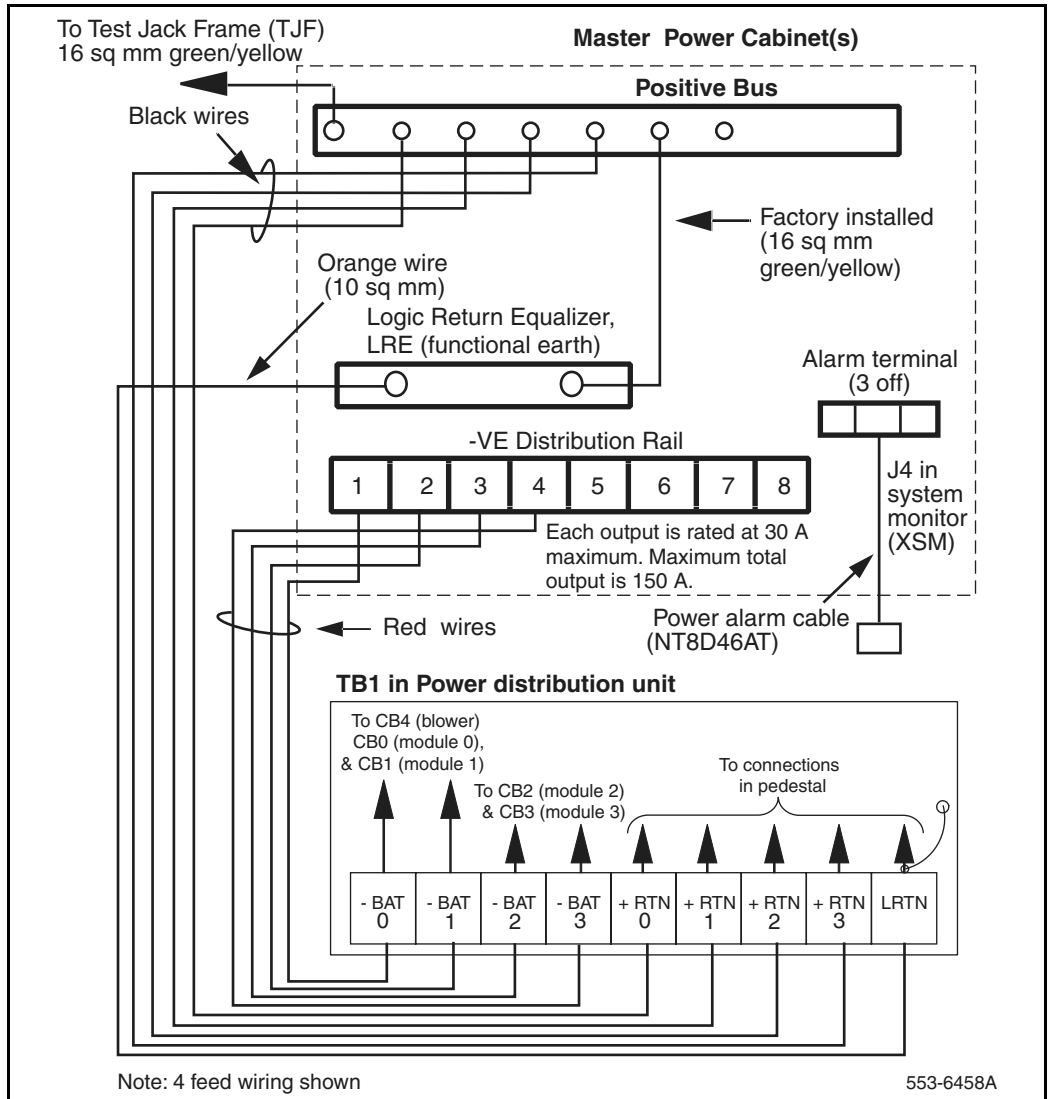 To Test Jack Frame (TJF)
16 sq mm green/yellow
Master Power Cabinet(s)
Positive Bus
Black wires
Factory installed
(16 sq mm
green/yellow)
Orange wire
(10 sq mm)
Logic Return Equalizer,
LRE (functional earth)
Alarm terminal
(3 off)
-VE Distribution Rail
1 2 3 4 5 6 7 8
J4 in
system
monitor
(XSM)
Each output is rated at 30 A
maximum. Maximum total
output is 150 A.
Red wires
Power alarm cable
(NT8D46AT)
TB1 in Power distribution unit
To CB4 (blower)
CB0 (module 0),
& CB1 (module 1)
To CB2 (module 2)
& CB3 (module 3)
To connections
in pedestal
- BAT
0
- BAT
1
- BAT
2
- BAT
3
+ RTN
0
+ RTN
1
+ RTN
2
+ RTN
3
LRTN
Note: 4 feed wiring shown
553-6458A